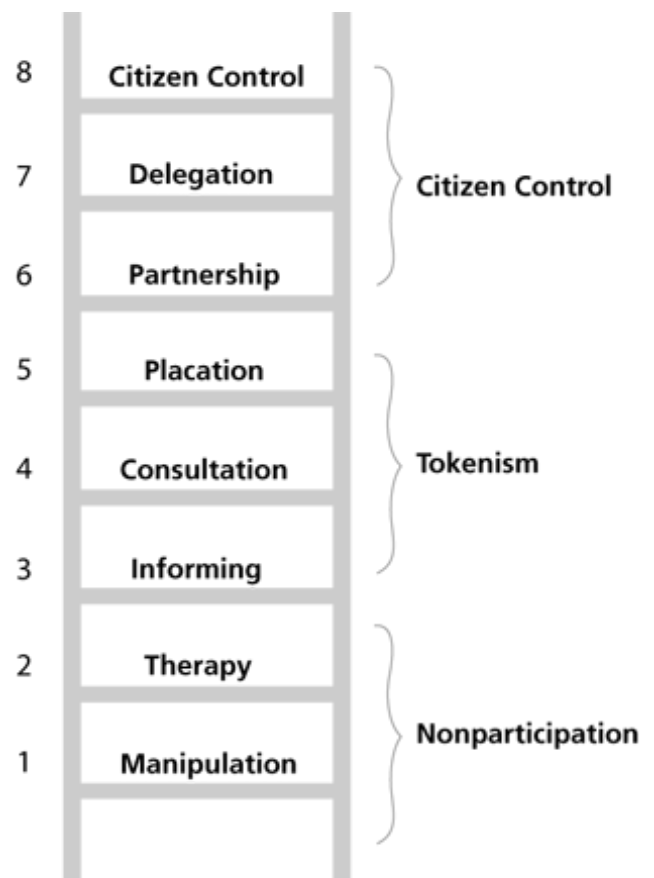 8 Citizen Control
7 Delegation
Citizen Control
6 Partnership
5 Placation
4 Consultation
Tokenism
3 Informing
2 Therapy
Nonparticipation
1 Manipulation